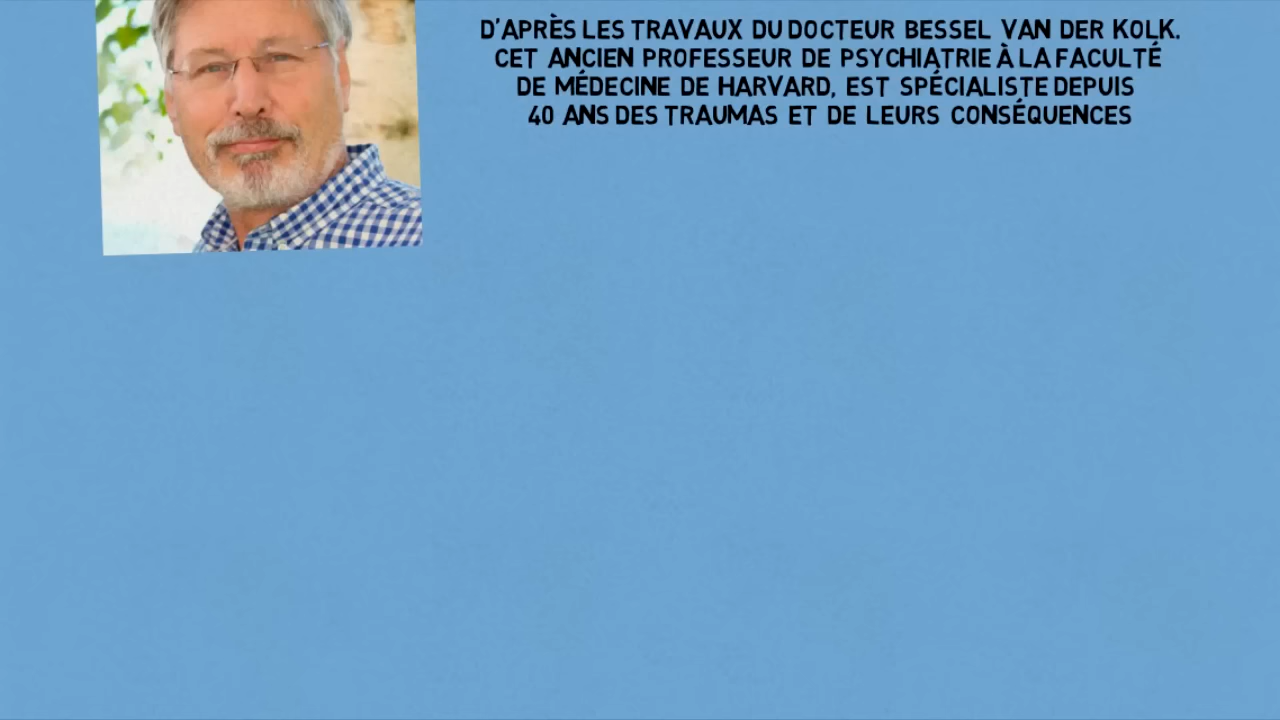 D'APRÈS LES TRAVAUX DU DOCTEUR BESSEL VAN DER KOLK.
CET ANCIEN PROFESSEUR DE PSYCHIATRIE À LA FACULTÉ
DE MÉDECINE DE HARVARD, EST SPÉCIALISTE DEPUIS
40 ANS DES TRAUMAS ET DE LEURS CONSÉQUENCES